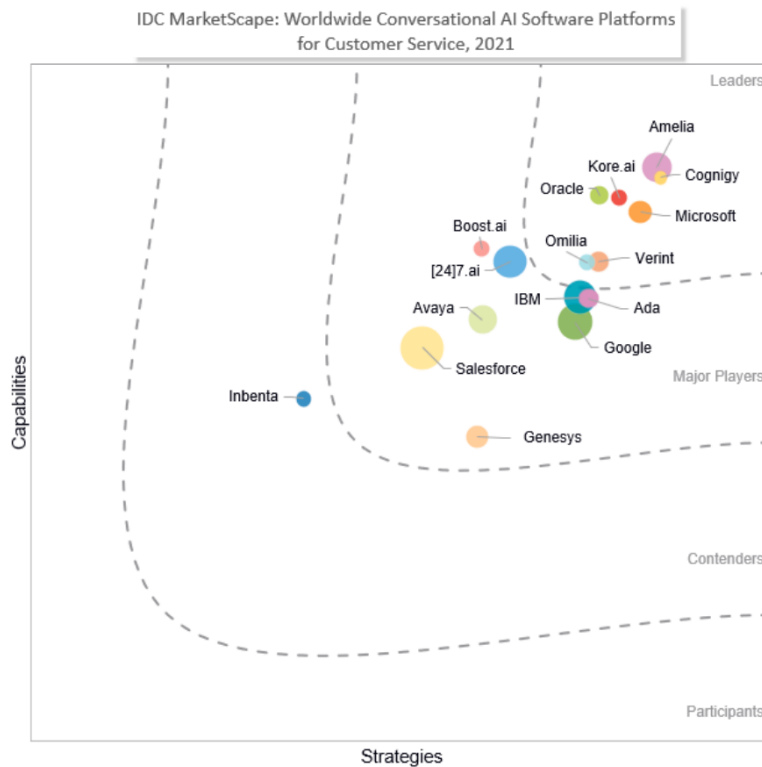 IDC MarketScape: Worldwide Conversational AI Software Platforms
for Customer Service, 2021
Leaders
Amelia
Kore.ai
Cognigy
Oracle
Microsoft
Boost.ai
Omilia
Verint
[24]7.ai
IBM
Ada
Avaya
Google
Salesforce
Major Players
Inbenta
Genesys
Capabilities
Contenders
Participants
Strategies